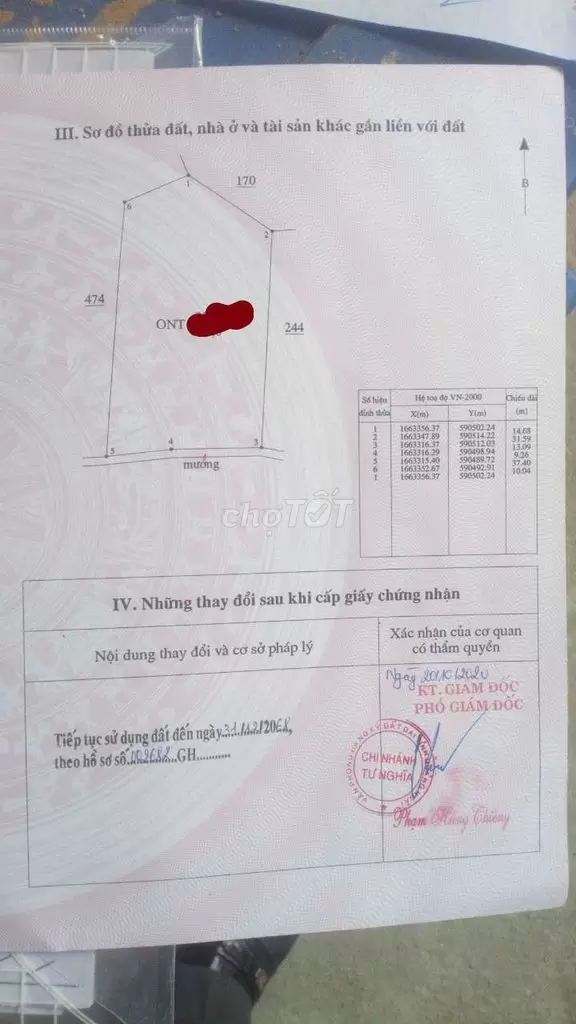 III. Sơ đồ thửa đất, nhà ở và tài sản khác gắn liền với đất
170
1
6
2
B
474
ONT
244
5
4
3
mương
Số hiệu đỉnh thửa
Hệ toạ độ VN-2000
Chiều dài (m)
X(m) Y(m)
1 1663356.37 590502.24
14.68
2 1663347.89 590514.22
31.59
3 1663316.37 590512.03
13.09
4 1663316.29 590498.94
9.26
5 1663315.40 590489.72
37.40
6 1663352.67 590492.91
10.04
1 1663356.37 590502.24
chợTỐT
IV. Những thay đổi sau khi cấp giấy chứng nhận
Nội dung thay đổi và cơ sở pháp lý
Xác nhận của cơ quan
có thẩm quyền
Ngày 20/10/2020
KT. GIÁM ĐỐC
PHÓ GIÁM ĐỐC
Tiếp tục sử dụng đất đến ngày 31/12/2068,
theo hồ sơ số GH
CHI NHÁNH
TƯ NGHĨA
Phạm Hồng Chiêng